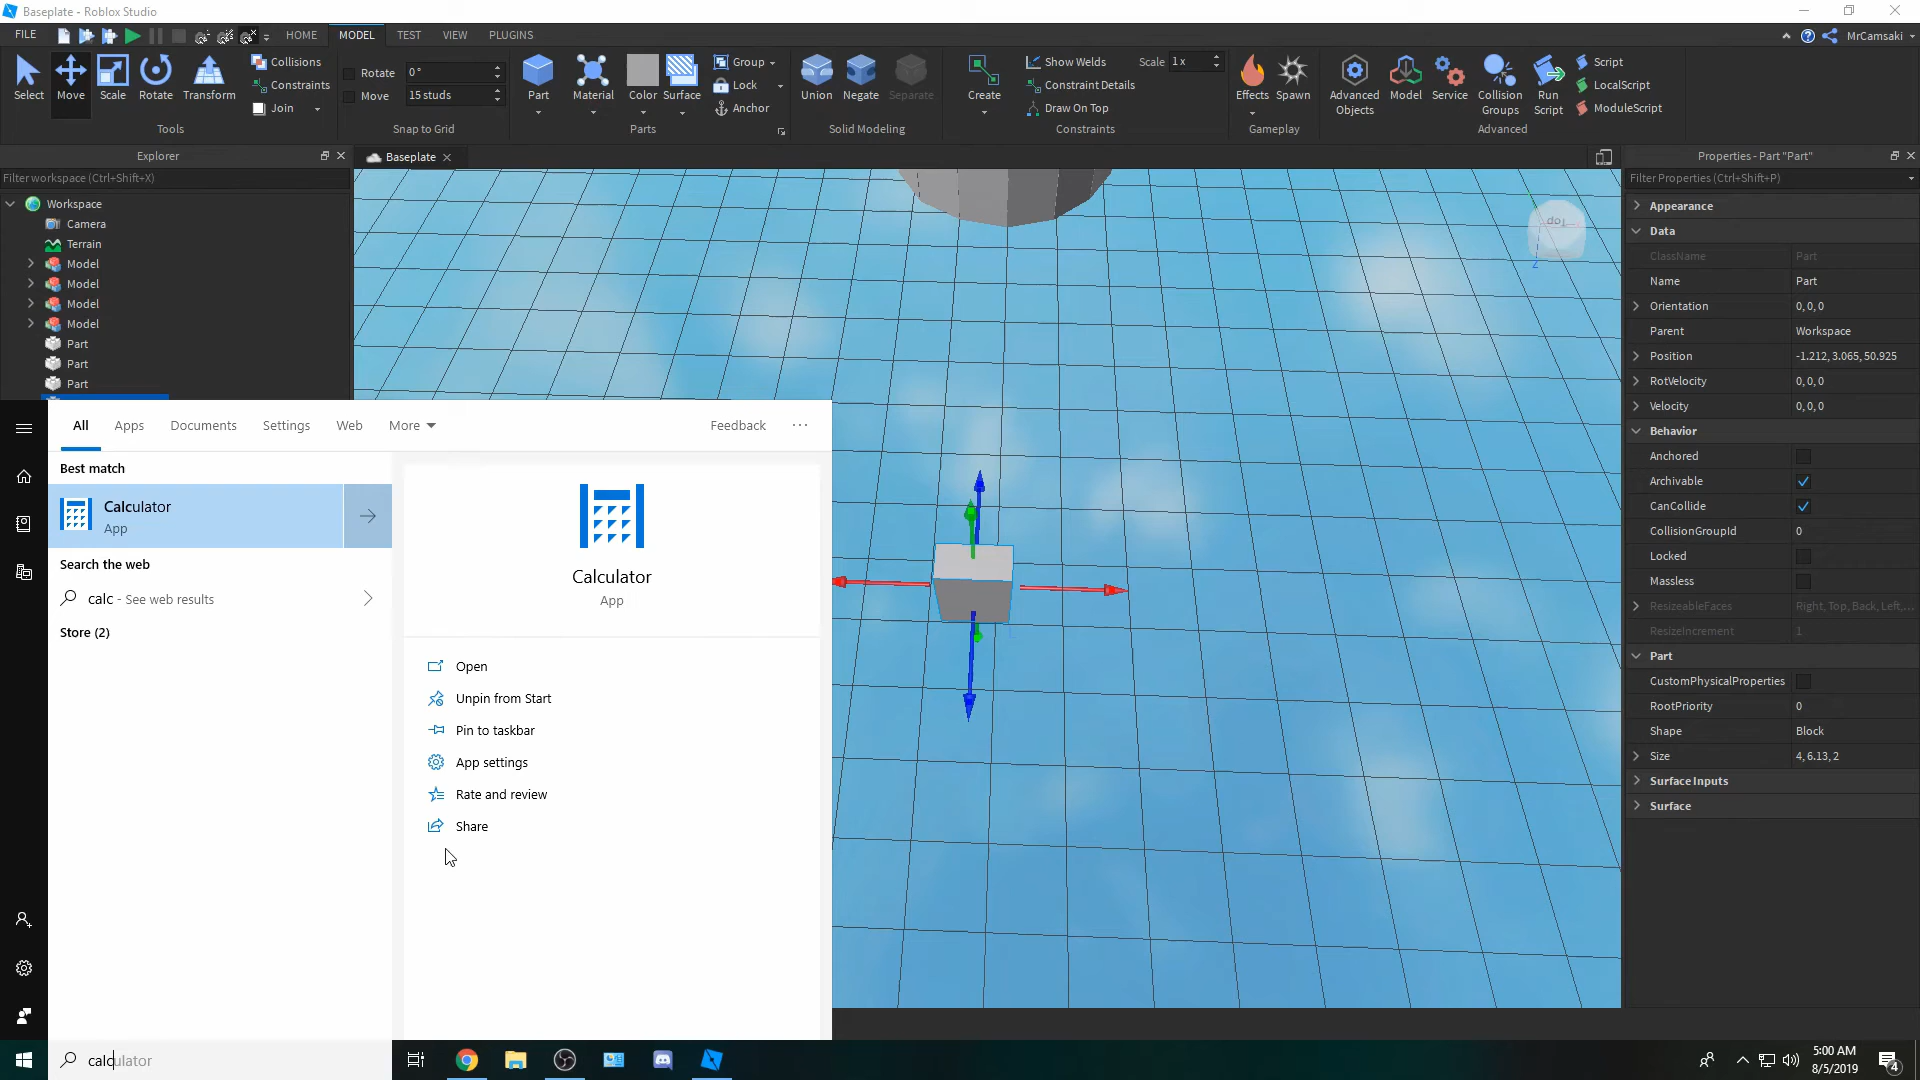 Baseplate - Roblox Studio
FILE
HOME
MODEL
TEST
VIEW
PLUGINS
MrCamsaki
Select
Move
Scale
Rotate
Transform
Collisions
Constraints
Join
Tools
Rotate
0°
Move
15 studs
Snap to Grid
Part
Material
Color
Surface
Group
Lock
Anchor
Parts
Union
Negate
Separate
Solid Modeling
Create
Show Welds
Scale
1x
Constraint Details
Draw On Top
Constraints
Effects
Spawn
Gameplay
Advanced
Objects
Model
Service
Collision
Groups
Run
Script
Script
LocalScript
ModuleScript
Advanced
Explorer
Filter workspace (Ctrl+Shift+X)
Workspace
Camera
Terrain
Model
Model
Model
Model
Part
Part
Part
Baseplate
Top
Z
Properties - Part "Part"
Filter Properties (Ctrl+Shift+P)
Appearance
Data
ClassName
Part
Name
Part
Orientation
0, 0, 0
Parent
Workspace
Position
-1.212, 3.065, 50.925
RotVelocity
0, 0, 0
Velocity
0, 0, 0
Behavior
Anchored
Archivable
CanCollide
CollisionGroupId
0
Locked
Massless
ResizeableFaces
Right, Top, Back, Left,...
ResizeIncrement
1
Part
CustomPhysicalProperties
RootPriority
0
Shape
Block
Size
4, 6.13, 2
Surface Inputs
Surface
All
Apps
Documents
Settings
Web
More
Feedback
Best match
Calculator
App
Search the web
calc - See web results
Store (2)
Calculator
App
Open
Unpin from Start
Pin to taskbar
App settings
Rate and review
Share
calculator
5:00 AM
8/5/2019
4